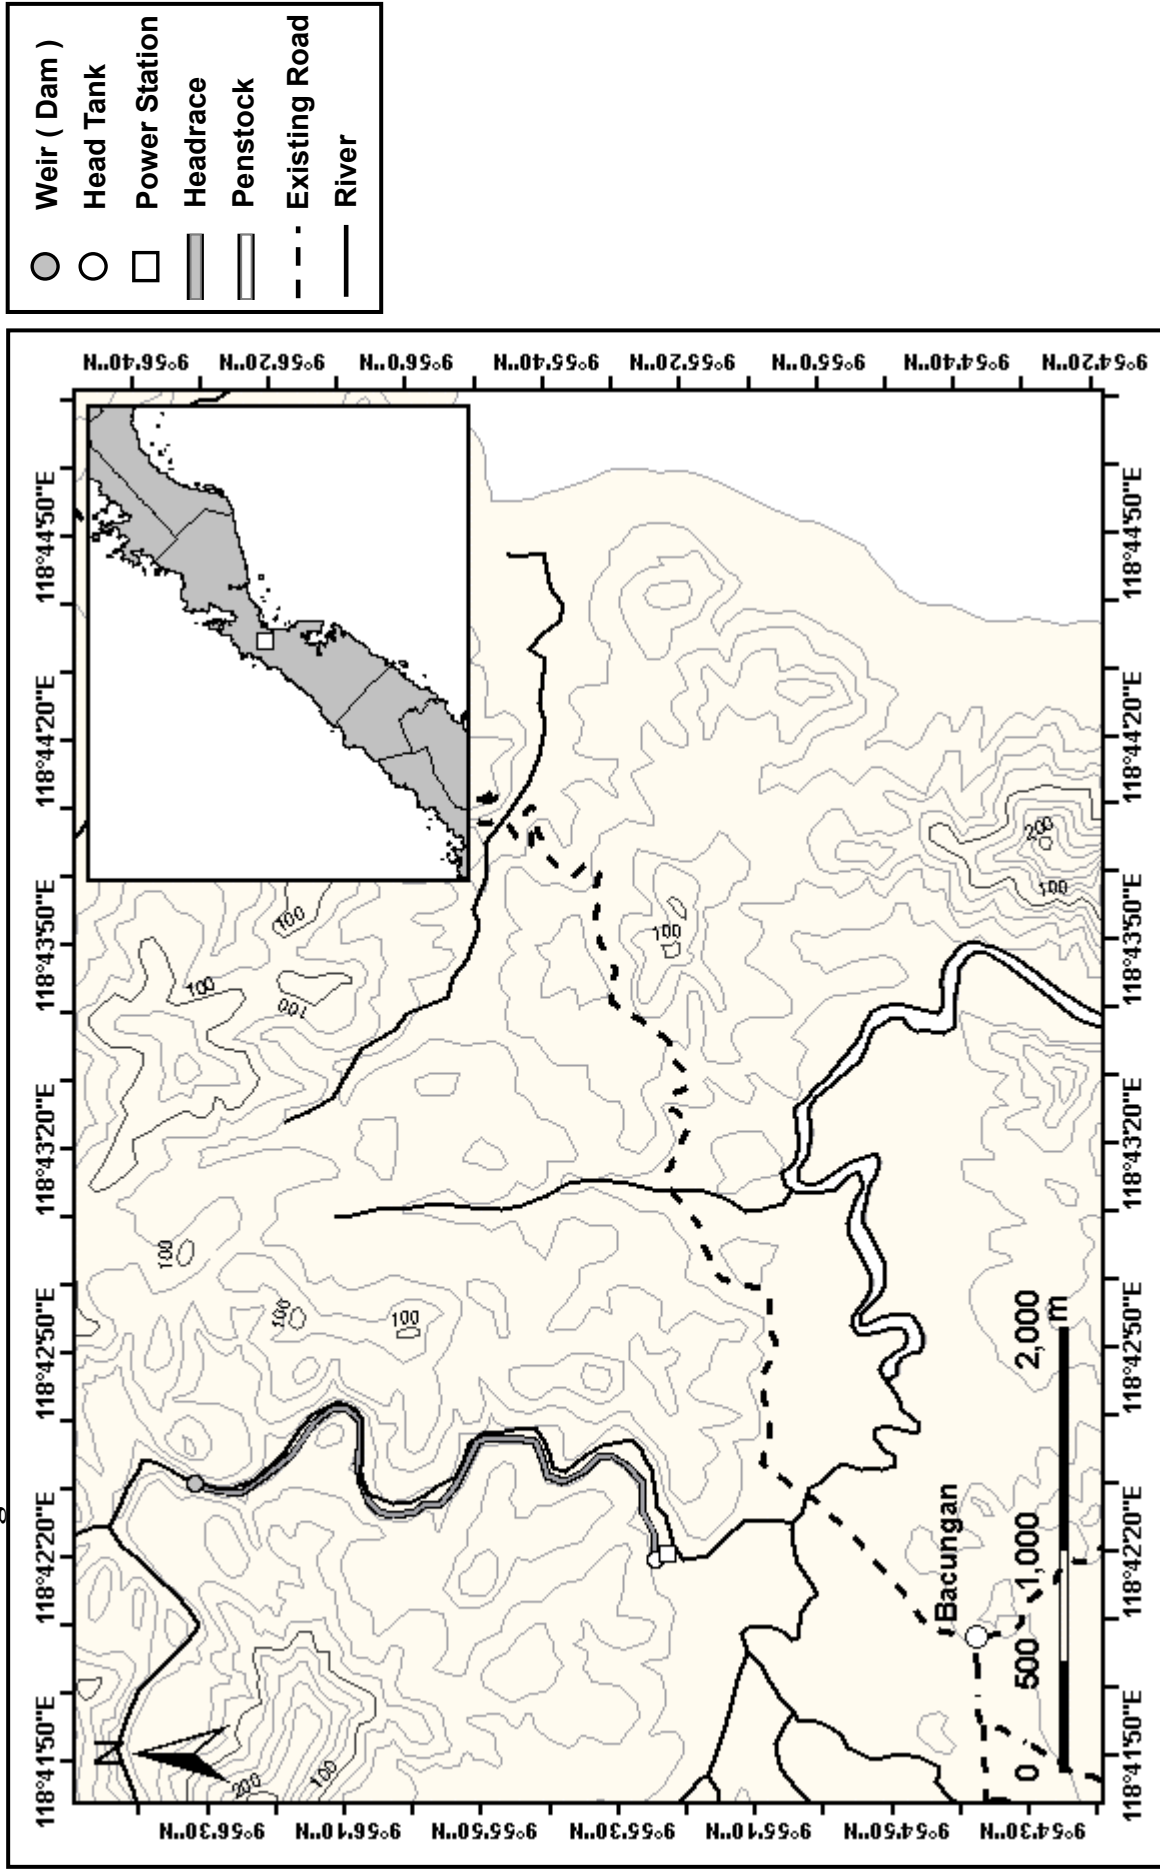 118°41'50"E
118°42'20"E
118°42'50"E
118°43'20"E
118°43'50"E
118°44'20"E
118°44'50"E
9°56'30"N
9°56'10"N
9°55'50"N
9°55'30"N
9°55'10"N
9°54'50"N
9°54'30"N
N
200
100
100
100
100
100
100
100
100
200
100
Bacungan
0
500
1,000
2,000
m
9°56'40"N
9°56'20"N
9°56'0"N
9°55'40"N
9°55'20"N
9°55'0"N
9°54'40"N
9°54'20"N
118°41'50"E
118°42'20"E
118°42'50"E
118°43'20"E
118°43'50"E
118°44'20"E
118°44'50"E
Weir ( Dam )
Head Tank
Power Station
Headrace
Penstock
Existing Road
River